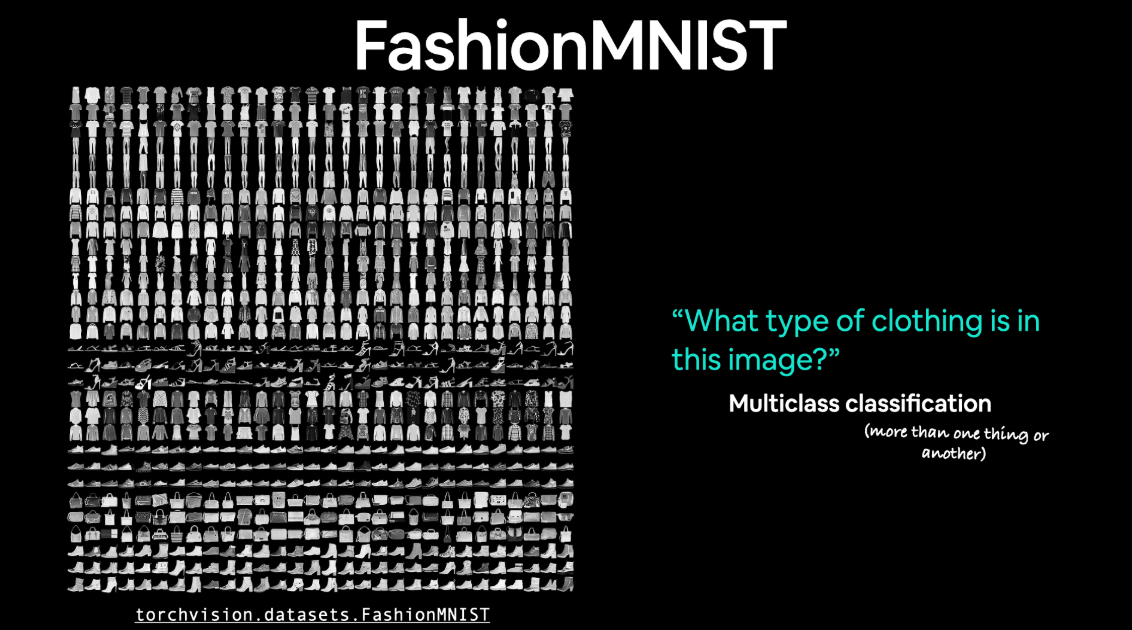 FashionMNIST
“What type of clothing is in
this image?”
Multiclass classification
(more than one thing or
another)
torchvision.datasets.FashionMNIST